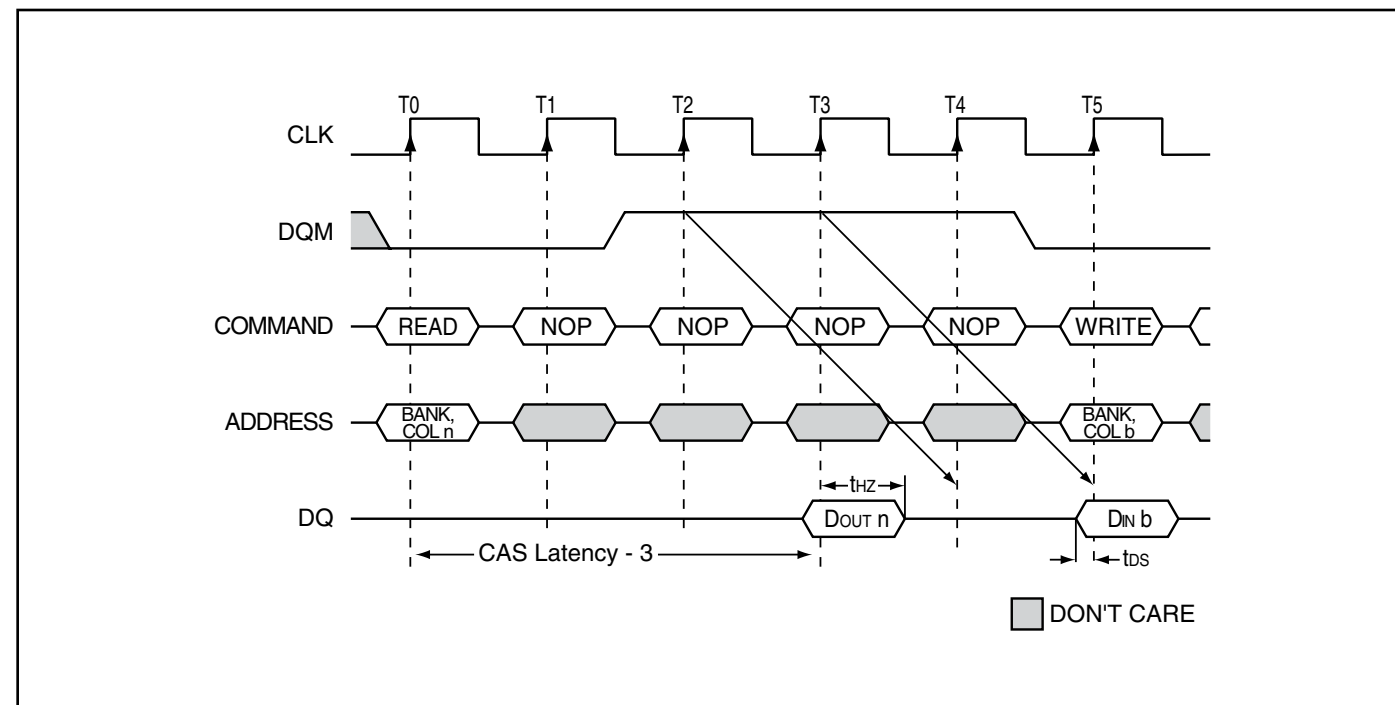 T0 T1 T2 T3 T4 T5
CLK
DQM
COMMAND READ NOP NOP NOP NOP WRITE
ADDRESS BANK, COL n BANK, COL b
tHZ
DQ DOUT n DIN b
CAS Latency - 3 tDS
DON'T CARE